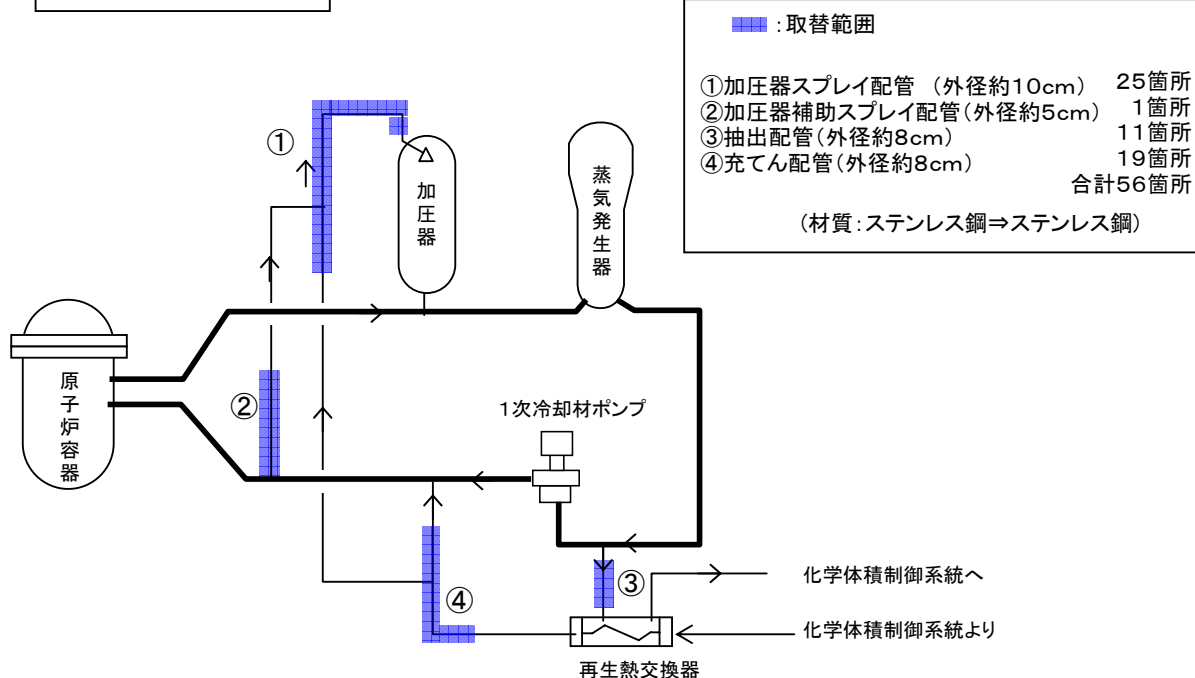 ：取替範囲
①加圧器スプレイ配管　（外径約１０cm）　２５箇所
②加圧器補助スプレイ配管（外径約５cm）　１箇所
③抽出配管（外径約８cm）　１１箇所
④充てん配管（外径約８cm）　１９箇所
合計５６箇所
（材質：ステンレス鋼⇒ステンレス鋼）
①
加圧器
蒸気発生器
原子炉容器
②
１次冷却材ポンプ
③
④
化学体積制御系統へ
化学体積制御系統より
再生熱交換器